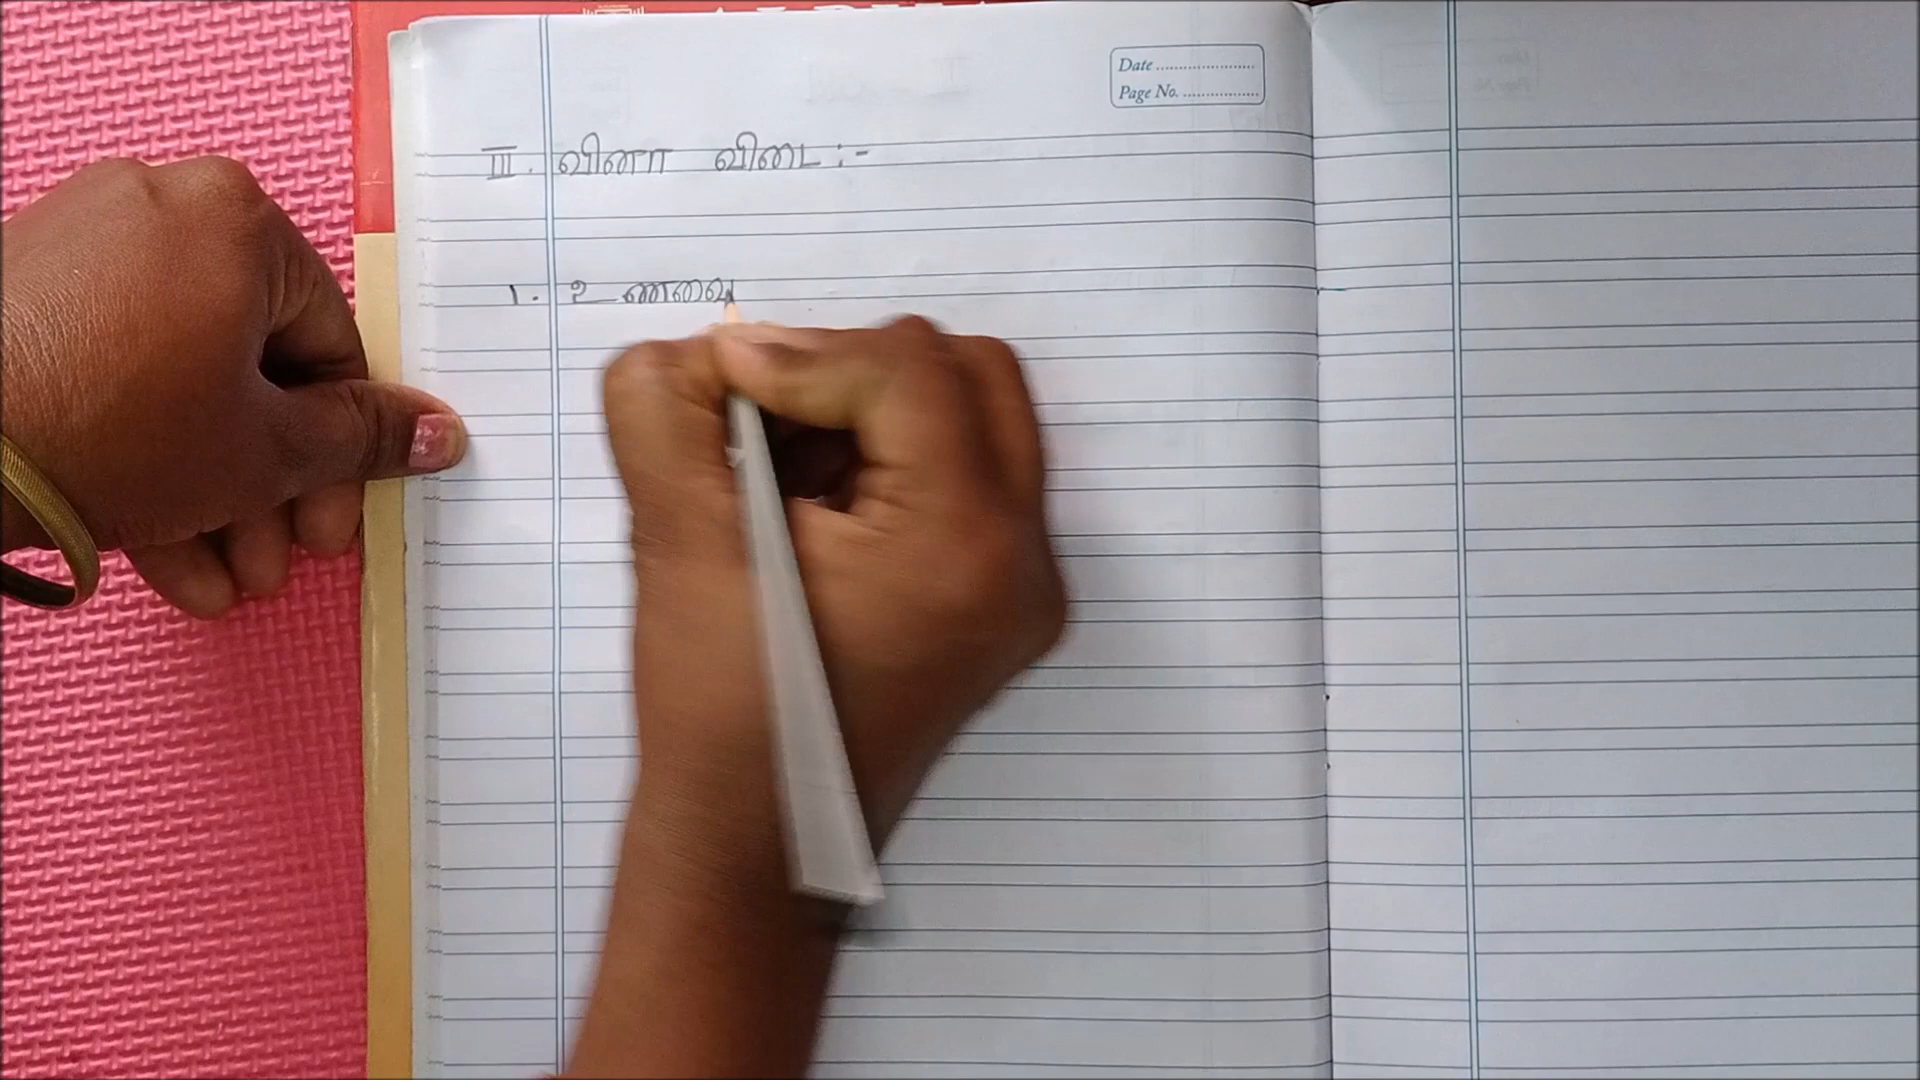 Date
Page No.
III. வினா விடை :-
1. உணவு